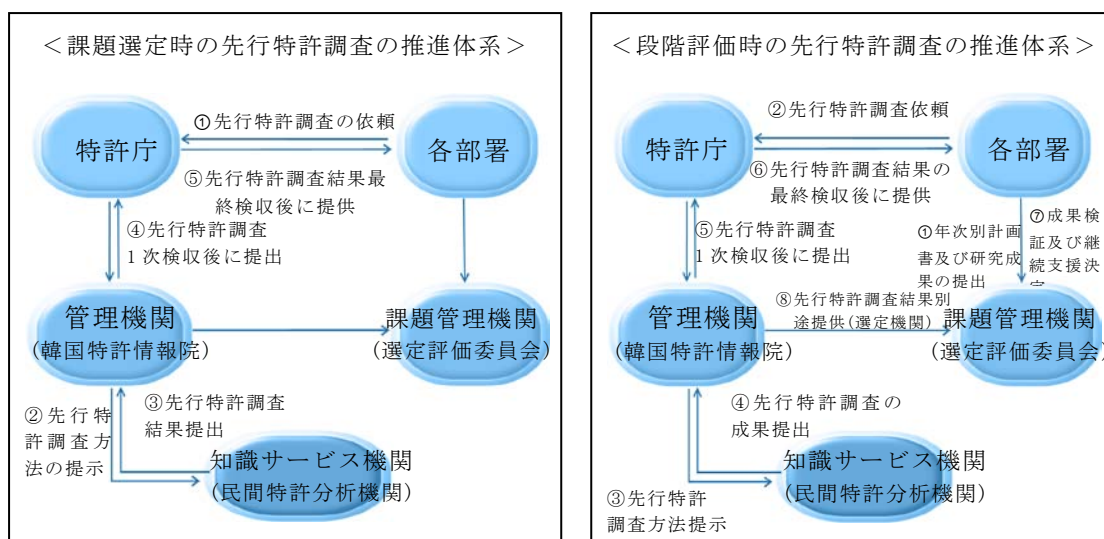 <課題選定時の先行特許調査の推進体系>
①先行特許調査の依頼
特許庁
各部署
⑤先行特許調査結果最
終検収後に提供
④先行特許調査
1次検収後に提出
管理機関
(韓国特許情報院)
課題管理機関
(選定評価委員会)
②先行特
許調査方
法の提示
③先行特許調査
結果提出
知識サービス機関
(民間特許分析機関)
<段階評価時の先行特許調査の推進体系>
②先行特許調査依頼
特許庁
各部署
⑥先行特許調査結果の
最終検収後に提供
⑤先行特許調査
1次検収後に提出
①年次別計画
書及び研究成
果の提出
⑦成果検
証及び継
続支援決
⑧先行特許調査結果別
途提供(選定機関)
管理機関
(韓国特許情報院)
課題管理機関
(選定評価委員会)
④先行特許調査の
成果提出
知識サービス機関
(民間特許分析機関)
③先行特許
調査方法提示